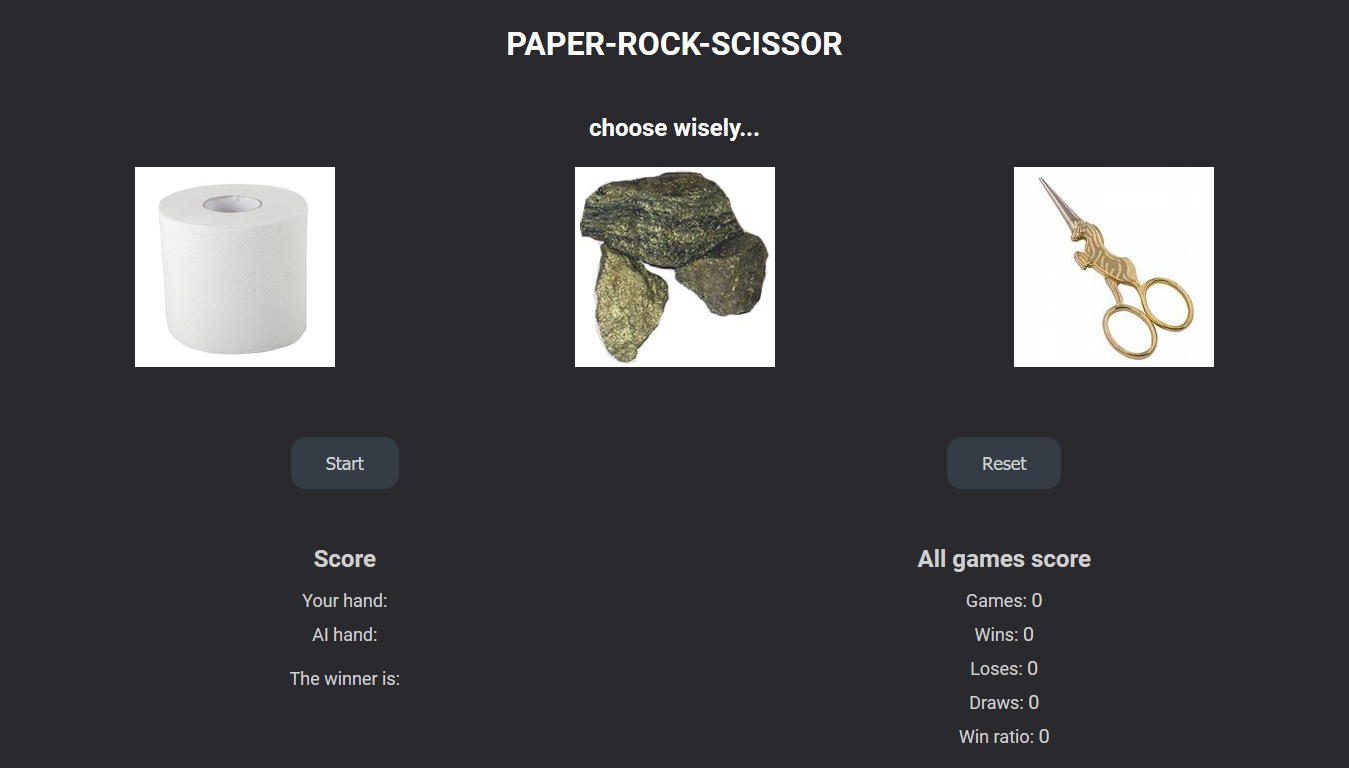 PAPER-ROCK-SCISSOR
choose wisely...
Start
Reset
Score
Your hand:
AI hand:
The winner is:
All games score
Games: 0
Wins: 0
Loses: 0
Draws: 0
Win ratio: 0